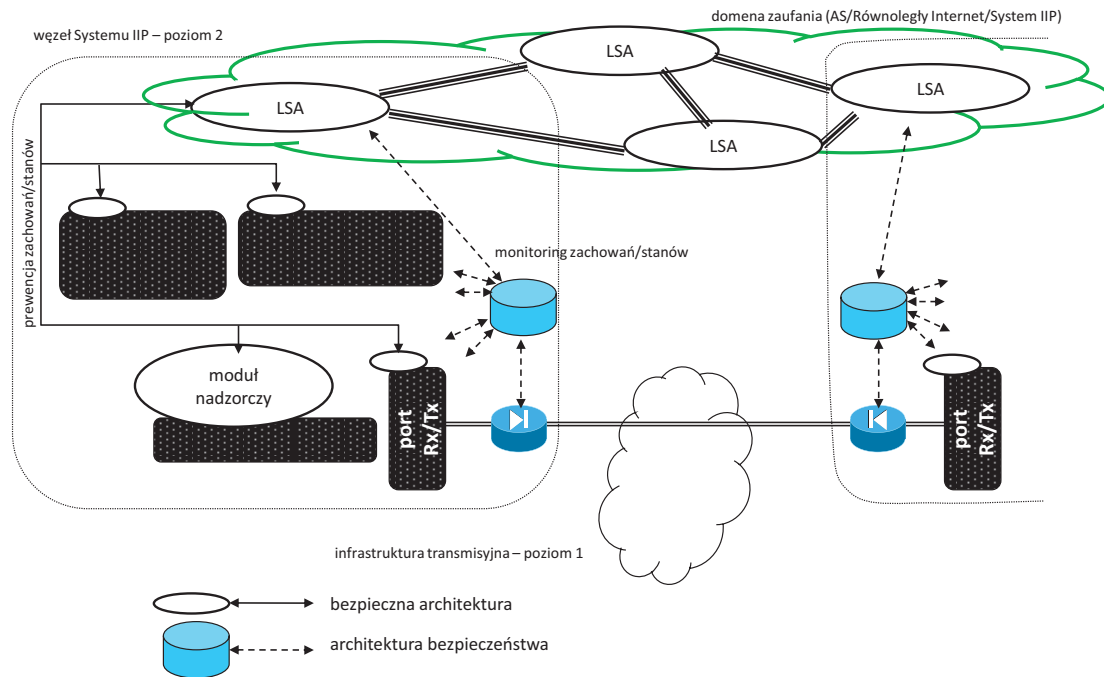 węzeł Systemu IIP – poziom 2
domena zaufania (AS/Równoległy Internet/System IIP)
LSA
LSA
LSA
LSA
prewencja zachowań/stanów
monitoring zachowań/stanów
moduł
nadzorczy
port
Rx/Tx
port
Rx/Tx
infrastruktura transmisyjna – poziom 1
bezpieczna architektura
architektura bezpieczeństwa